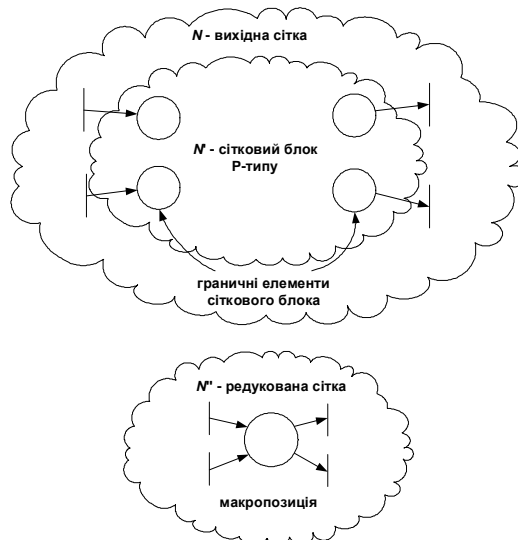 N - вихідна сітка
N' - сітковий блок
Р-типу
граничні елементи
сіткового блока
N'' - редукована сітка
макропозиція